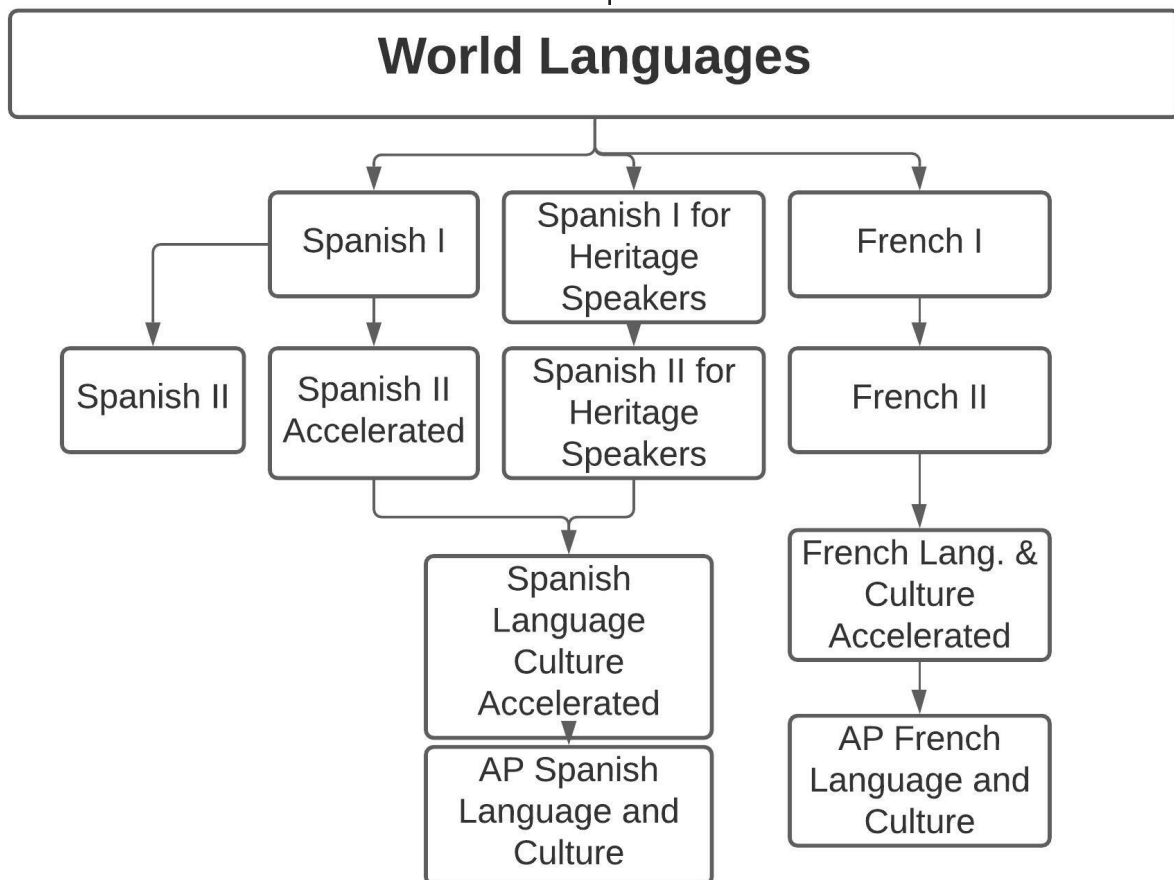 World Languages
Spanish I
Spanish I for
Heritage
Speakers
French I
Spanish II
Spanish II
Accelerated
Spanish II for
Heritage
Speakers
French II
Spanish
Language
Culture
Accelerated
French Lang. &
Culture
Accelerated
AP Spanish
Language and
Culture
AP French
Language and
Culture